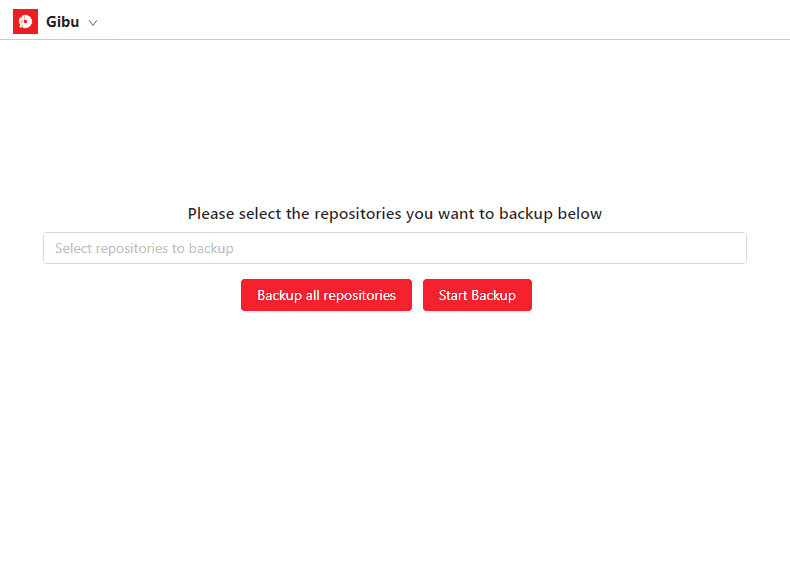 Gibu
Please select the repositories you want to backup below
Select repositories to backup
Backup all repositories
Start Backup